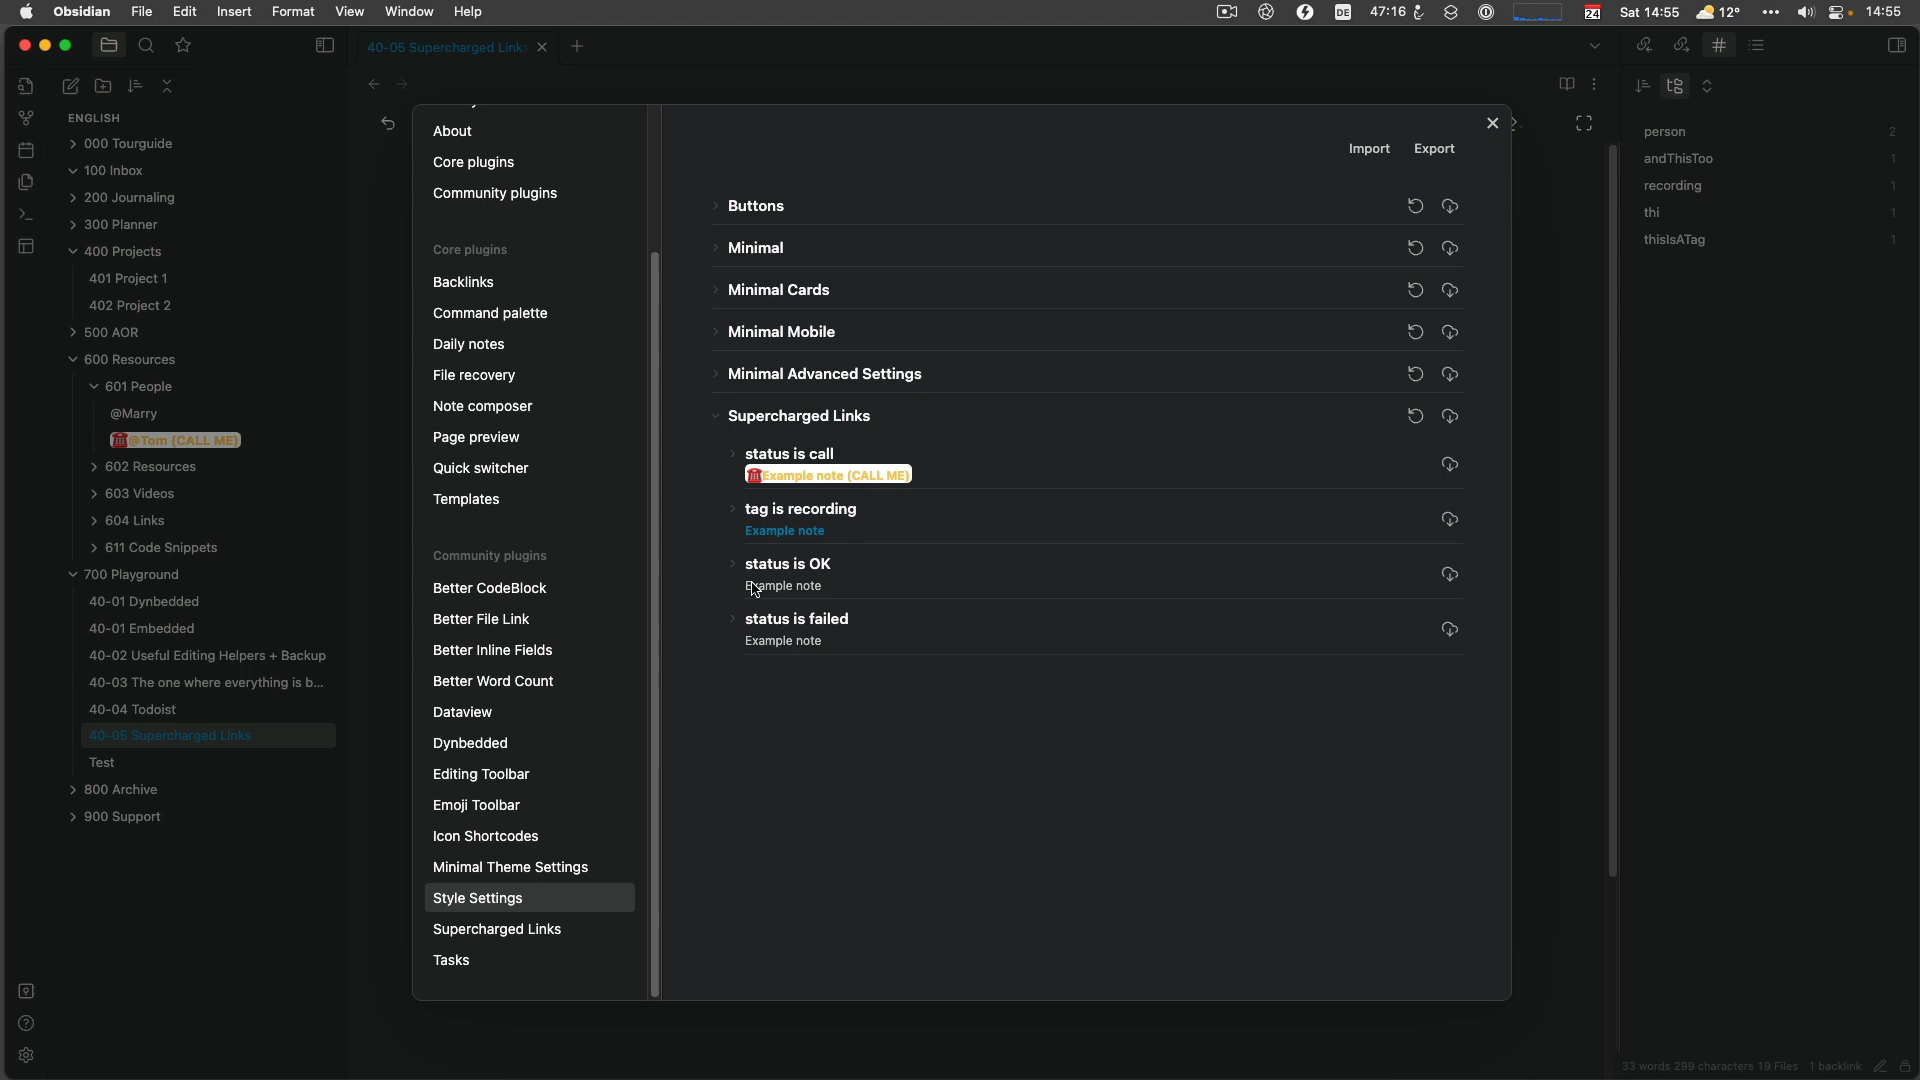 Obsidian File Edit Insert Format View Window Help
DE 47:16 24 Sat 14:55 12° 14:55
40-05 Supercharged Links
ENGLISH
000 Tourguide
100 Inbox
200 Journaling
300 Planner
400 Projects
401 Project 1
402 Project 2
500 AOR
600 Resources
601 People
@Marry
☎️@Tom (CALL ME)
602 Resources
603 Videos
604 Links
611 Code Snippets
700 Playground
40-01 Dynbedded
40-01 Embedded
40-02 Useful Editing Helpers + Backup
40-03 The one where everything is b...
40-04 Todoist
40-05 Supercharged Links
Test
800 Archive
900 Support
About
Core plugins
Community plugins
Core plugins
Backlinks
Command palette
Daily notes
File recovery
Note composer
Page preview
Quick switcher
Templates
Community plugins
Better CodeBlock
Better File Link
Better Inline Fields
Better Word Count
Dataview
Dynbedded
Editing Toolbar
Emoji Toolbar
Icon Shortcodes
Minimal Theme Settings
Style Settings
Supercharged Links
Tasks
Import Export
Buttons
Minimal
Minimal Cards
Minimal Mobile
Minimal Advanced Settings
Supercharged Links
status is call
☎️Example note (CALL ME)
tag is recording
Example note
status is OK
Example note
status is failed
Example note
person 2
andThisToo 1
recording 1
thi 1
thisIsATag 1
33 words 299 characters 19 Files 1 backlink